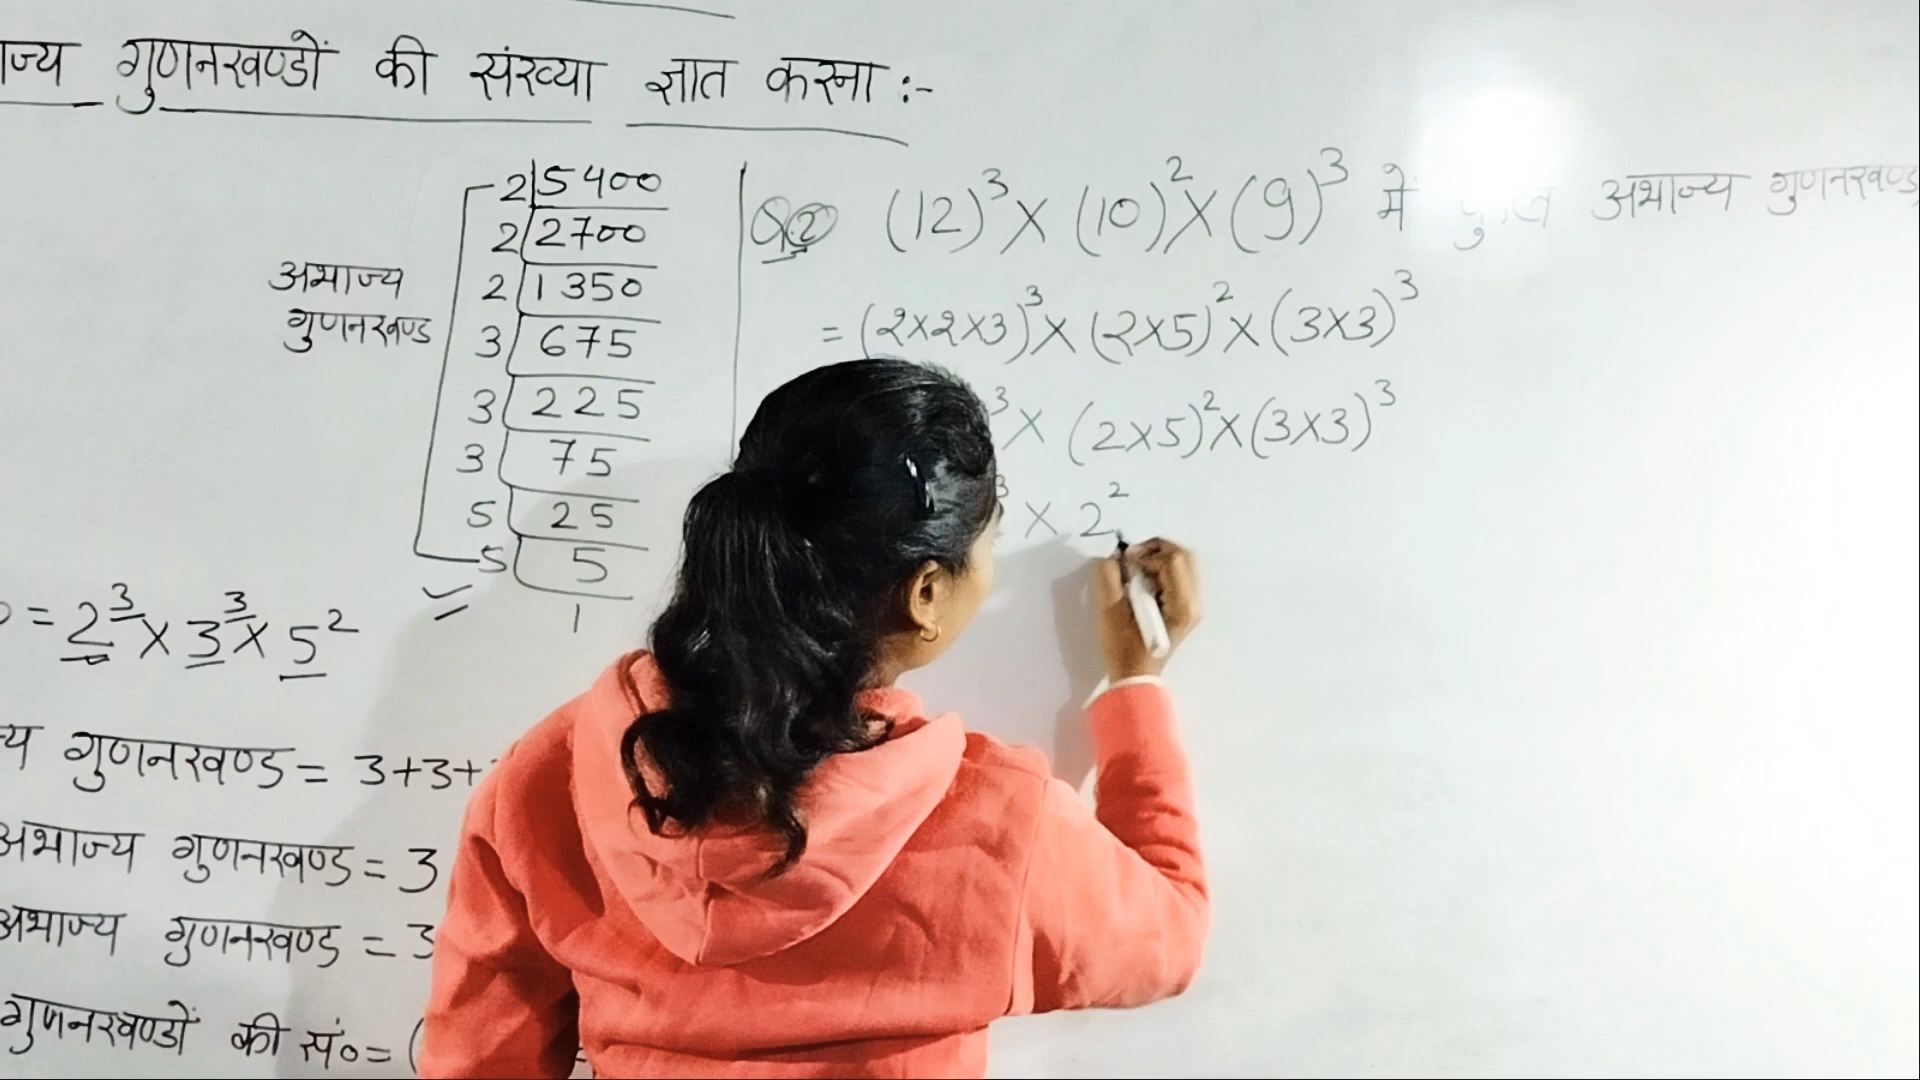 गुणनखण्डों की संख्या ज्ञात करना :-
2 5400
2 2700
2 1350
3 675
3 225
3 75
5 25
5 5
1
अभाज्य
गुणनखण्ड
= 2³ × 3³ × 5²
गुणनखण्ड = 3+3+
अभाज्य गुणनखण्ड = 3
अभाज्य गुणनखण्ड = 3
गुणनखण्डों की सं० = (
Q.2 (12)³ × (10)² × (9)³ में कुल अभाज्य गुणनखण्ड
= (2×2×3)³ × (2×5)² × (3×3)³
³ × (2×5)² × (3×3)³
³ × 2²